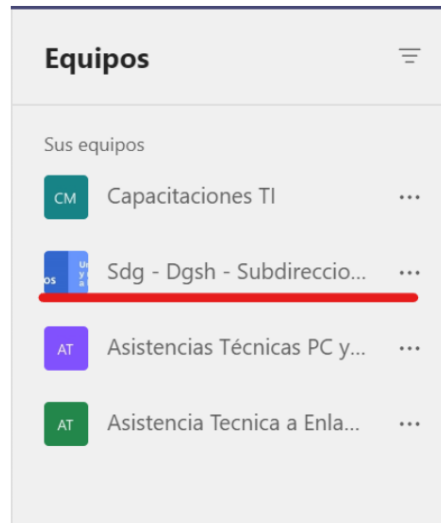 Equipos
Sus equipos
CM Capacitaciones TI ...
Sdg - Dgsh - Subdireccio... ...
AT Asistencias Técnicas PC y... ...
AT Asistencia Tecnica a Enla... ...